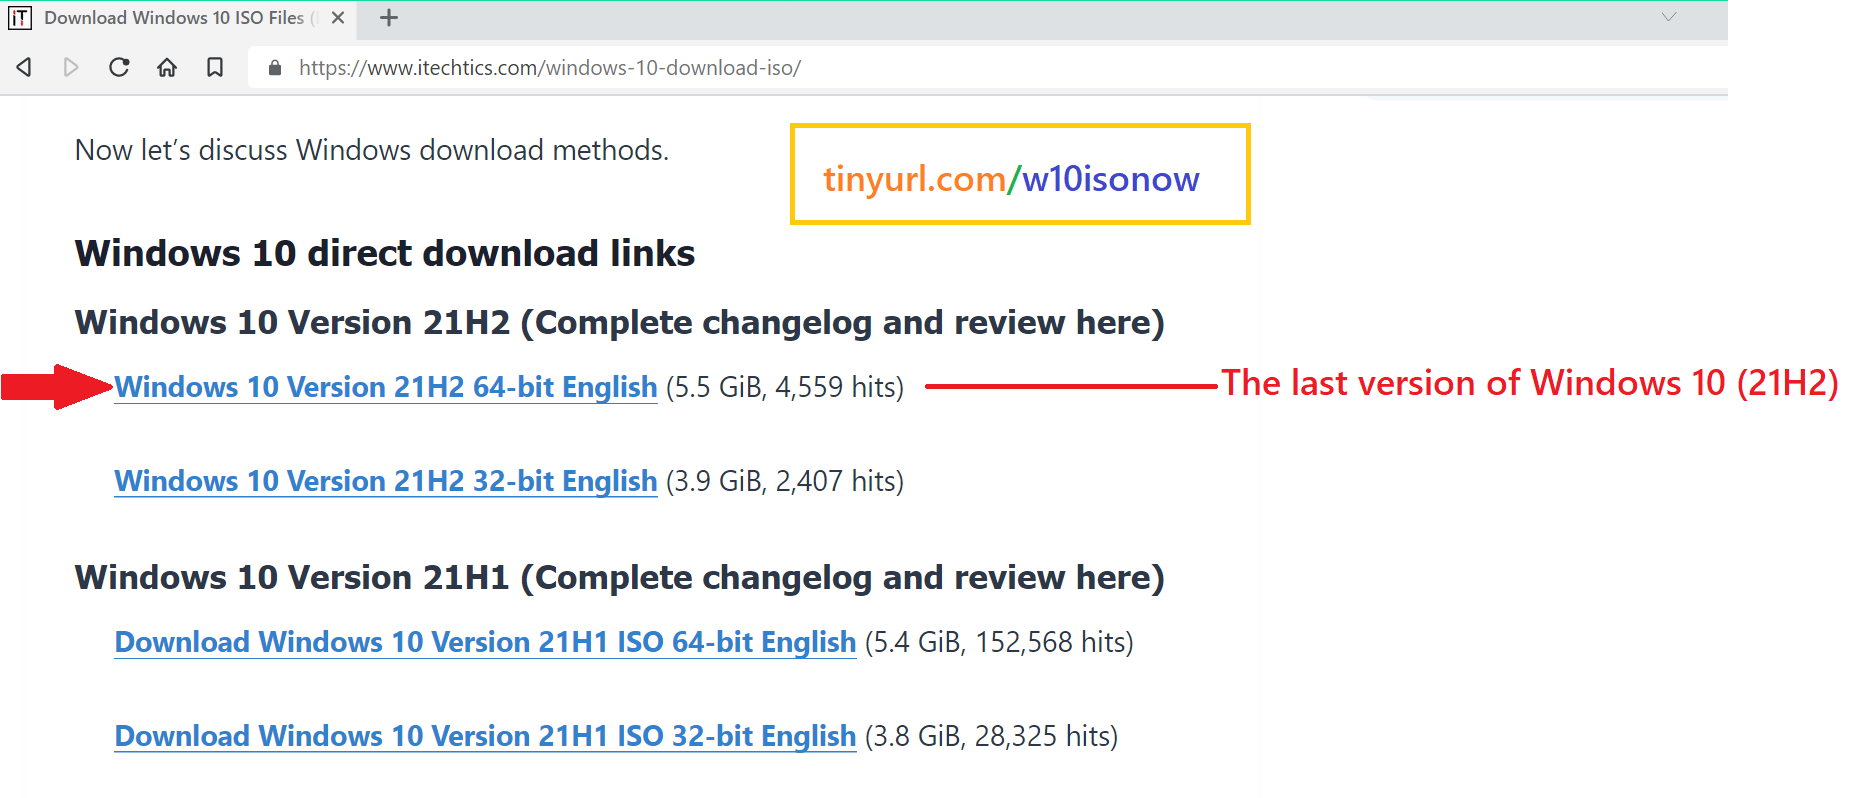 Download Windows 10 ISO Files (
https://www.itechtics.com/windows-10-download-iso/
Now let’s discuss Windows download methods.
tinyurl.com/w10isonow
Windows 10 direct download links
Windows 10 Version 21H2 (Complete changelog and review here)
Windows 10 Version 21H2 64-bit English (5.5 GiB, 4,559 hits)
The last version of Windows 10 (21H2)
Windows 10 Version 21H2 32-bit English (3.9 GiB, 2,407 hits)
Windows 10 Version 21H1 (Complete changelog and review here)
Download Windows 10 Version 21H1 ISO 64-bit English (5.4 GiB, 152,568 hits)
Download Windows 10 Version 21H1 ISO 32-bit English (3.8 GiB, 28,325 hits)